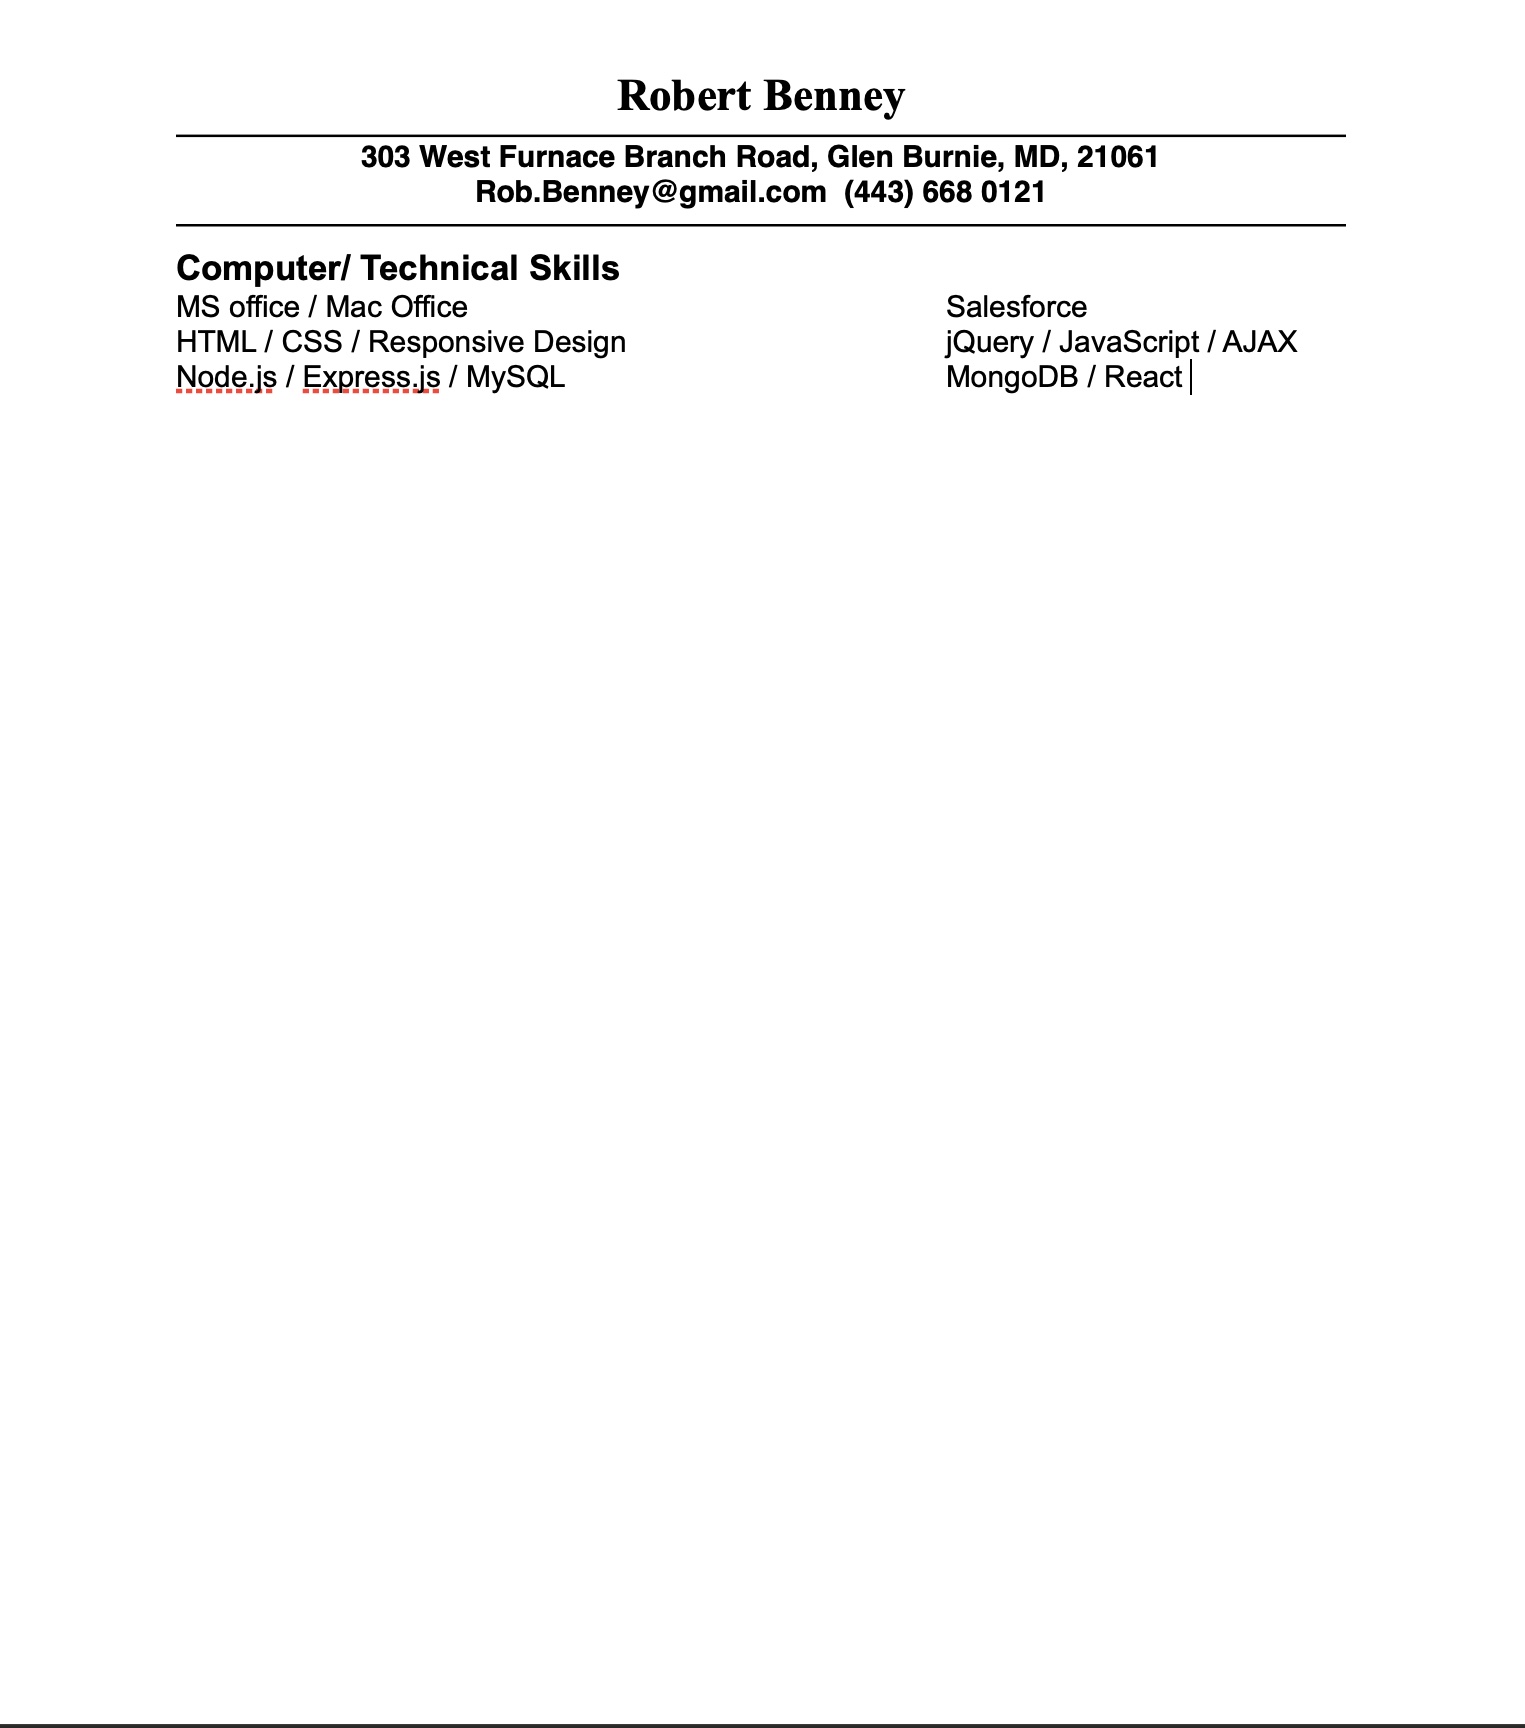 Robert Benney
303 West Furnace Branch Road, Glen Burnie, MD, 21061
Rob.Benney@gmail.com  (443) 668 0121
Computer/ Technical Skills
MS office / Mac Office Salesforce
HTML / CSS / Responsive Design jQuery / JavaScript / AJAX
Node.js / Express.js / MySQL MongoDB / React